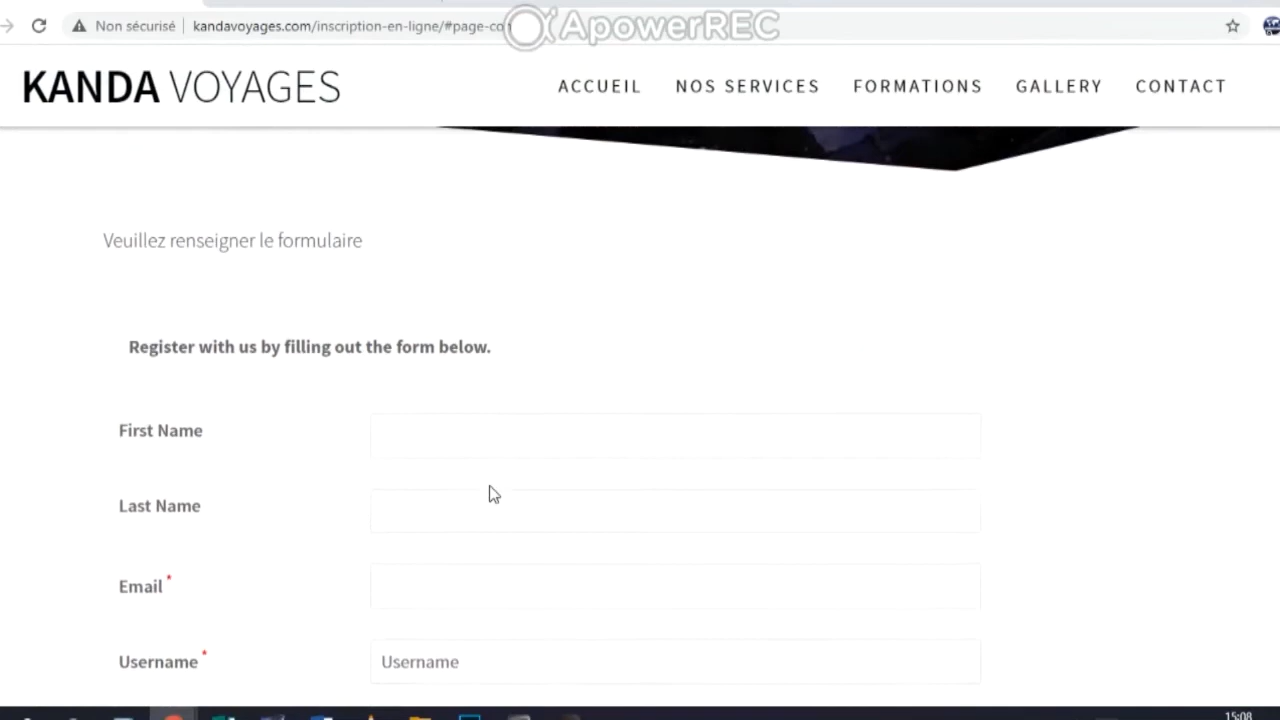 Non sécurisé kandavoyages.com/inscription-en-ligne/#page-co
ApowerREC
KANDA VOYAGES ACCUEIL NOS SERVICES FORMATIONS GALLERY CONTACT
Veuillez renseigner le formulaire
Register with us by filling out the form below.
First Name
Last Name
Email *
Username * Username
15:08